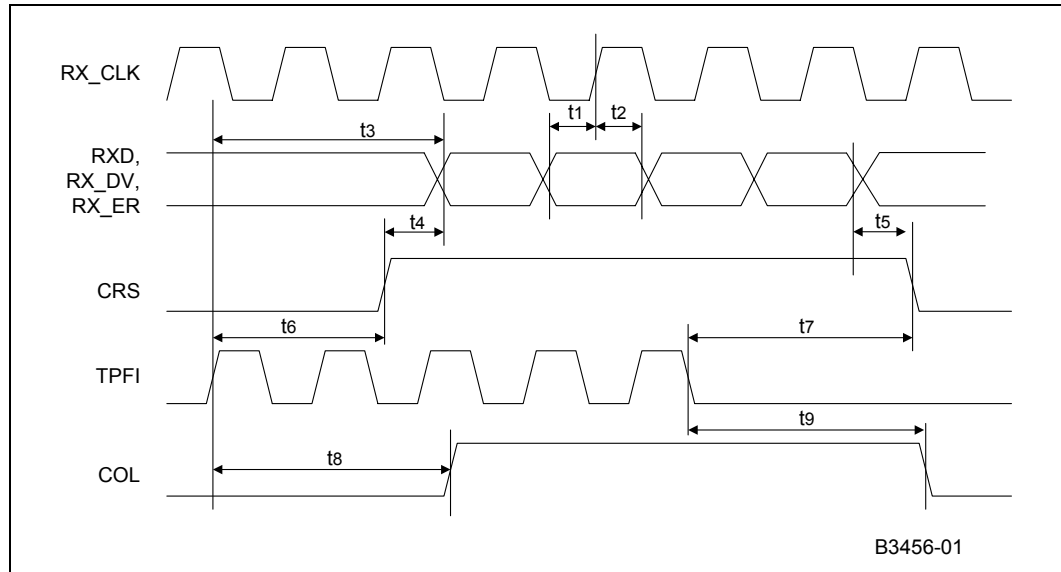 RX_CLK
t1
t2
t3
RXD,
RX_DV,
RX_ER
t4
t5
CRS
t6
t7
TPFI
t9
t8
COL
B3456-01